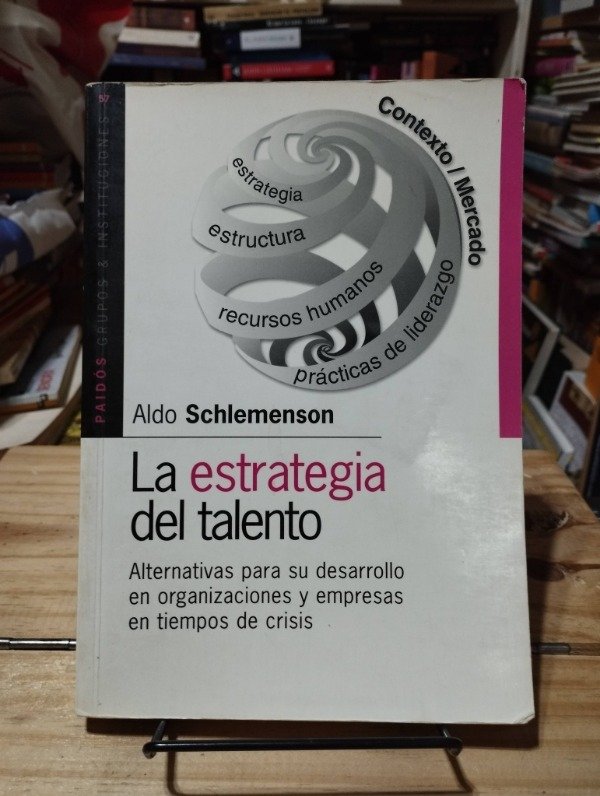 57
PAIDÓS GRUPOS & INSTITUCIONES
Contexto / Mercado
estrategia
estructura
recursos humanos
prácticas de liderazgo
Aldo Schlemenson
La estrategia
del talento
Alternativas para su desarrollo
en organizaciones y empresas
en tiempos de crisis